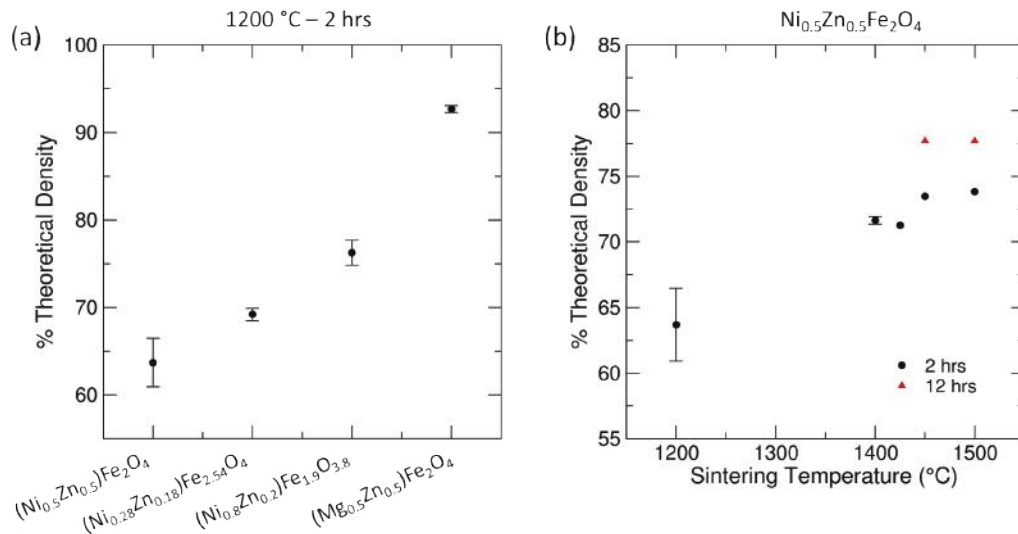 (a)
1200 °C – 2 hrs
100
90
80
70
60
% Theoretical Density
(Ni0.5Zn0.5)Fe2O4
(Ni0.28Zn0.18)Fe2.54O4
(Ni0.8Zn0.2)Fe1.9O3.8
(Mg0.5Zn0.5)Fe2O4
(b)
Ni0.5Zn0.5Fe2O4
85
80
75
70
65
60
55
% Theoretical Density
2 hrs
12 hrs
1200
1300
1400
1500
Sintering Temperature (°C)